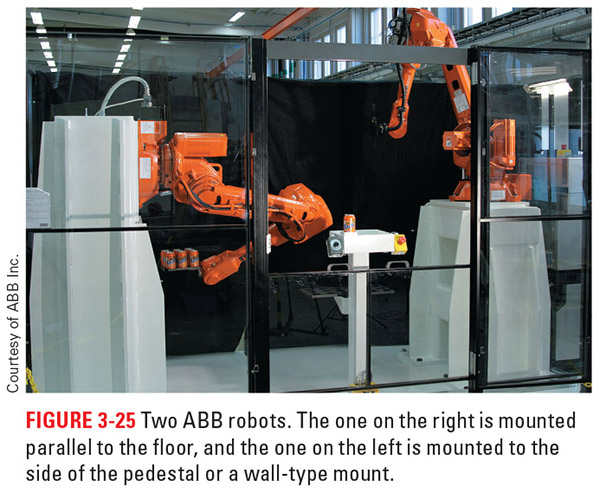 Courtesy of ABB Inc.
FIGURE 3-25 Two ABB robots. The one on the right is mounted
parallel to the floor, and the one on the left is mounted to the
side of the pedestal or a wall-type mount.